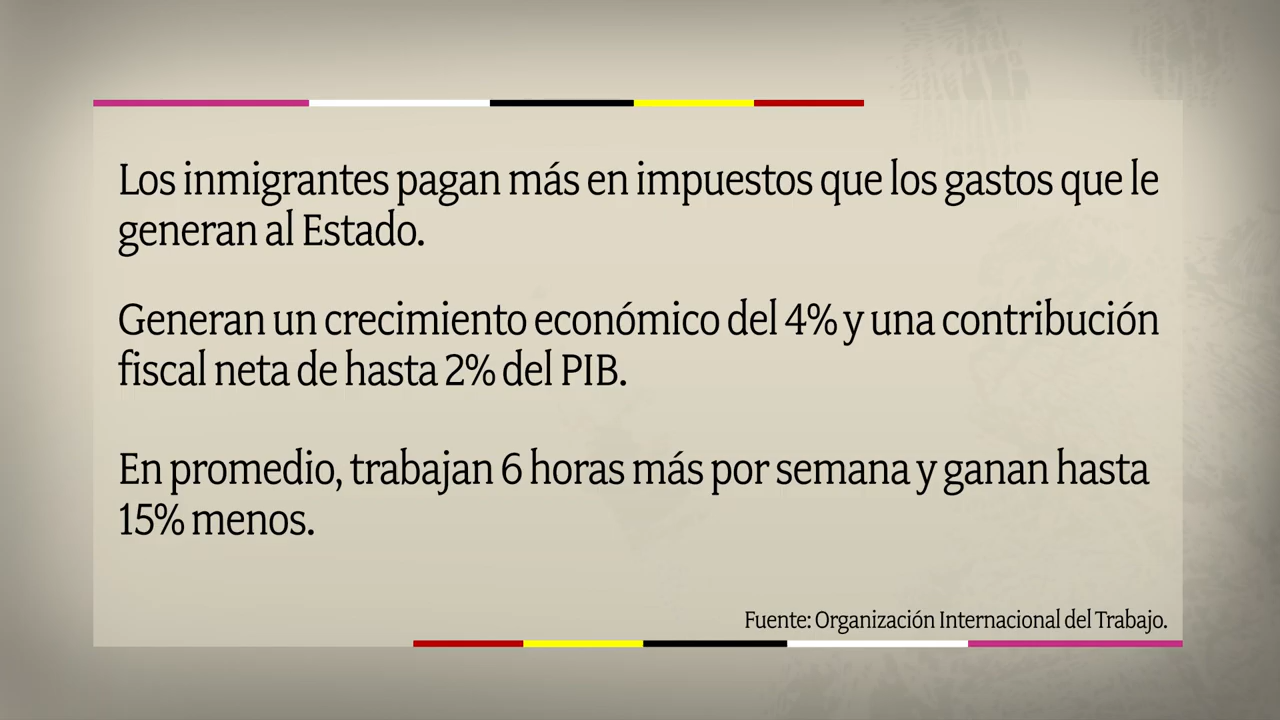 Los inmigrantes pagan más en impuestos que los gastos que le
generan al Estado.
Generan un crecimiento económico del 4% y una contribución
fiscal neta de hasta 2% del PIB.
En promedio, trabajan 6 horas más por semana y ganan hasta
15% menos.
Fuente: Organización Internacional del Trabajo.